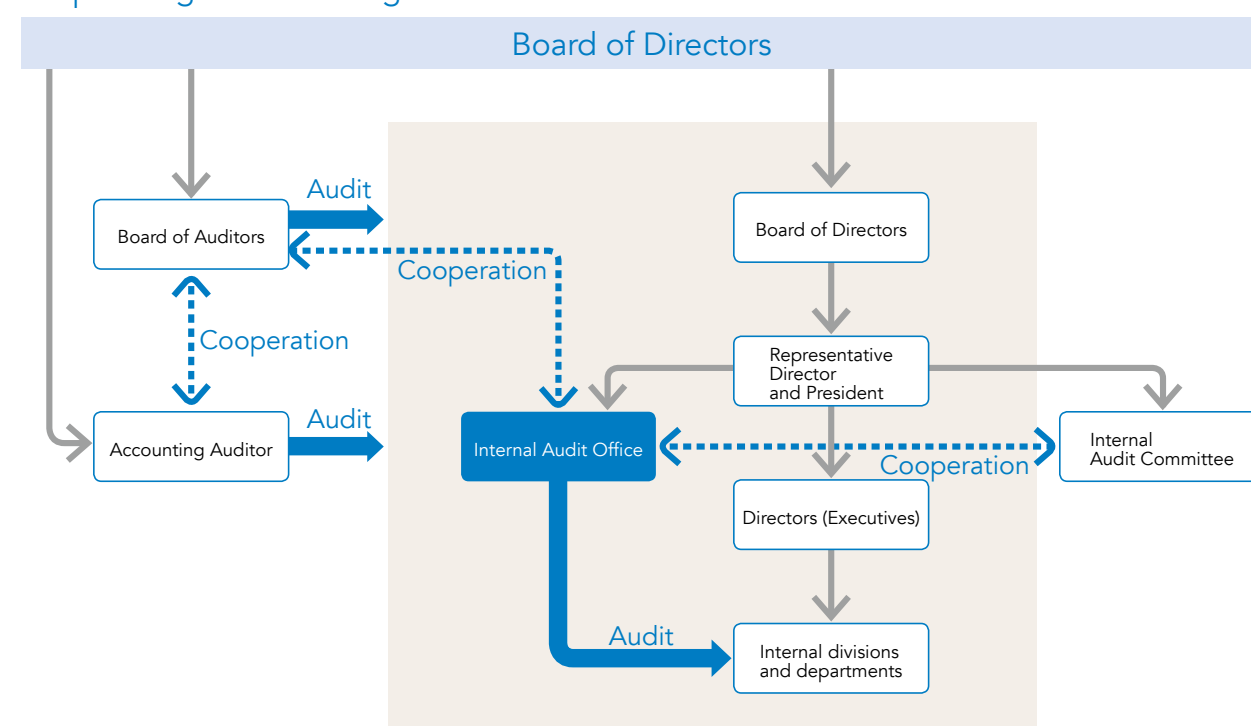 Board of Directors
Audit
Board of Auditors
Board of Directors
Cooperation
Cooperation
Representative
Director
and President
Audit
Accounting Auditor
Internal Audit Office
Internal
Audit Committee
Cooperation
Directors (Executives)
Audit
Internal divisions
and departments